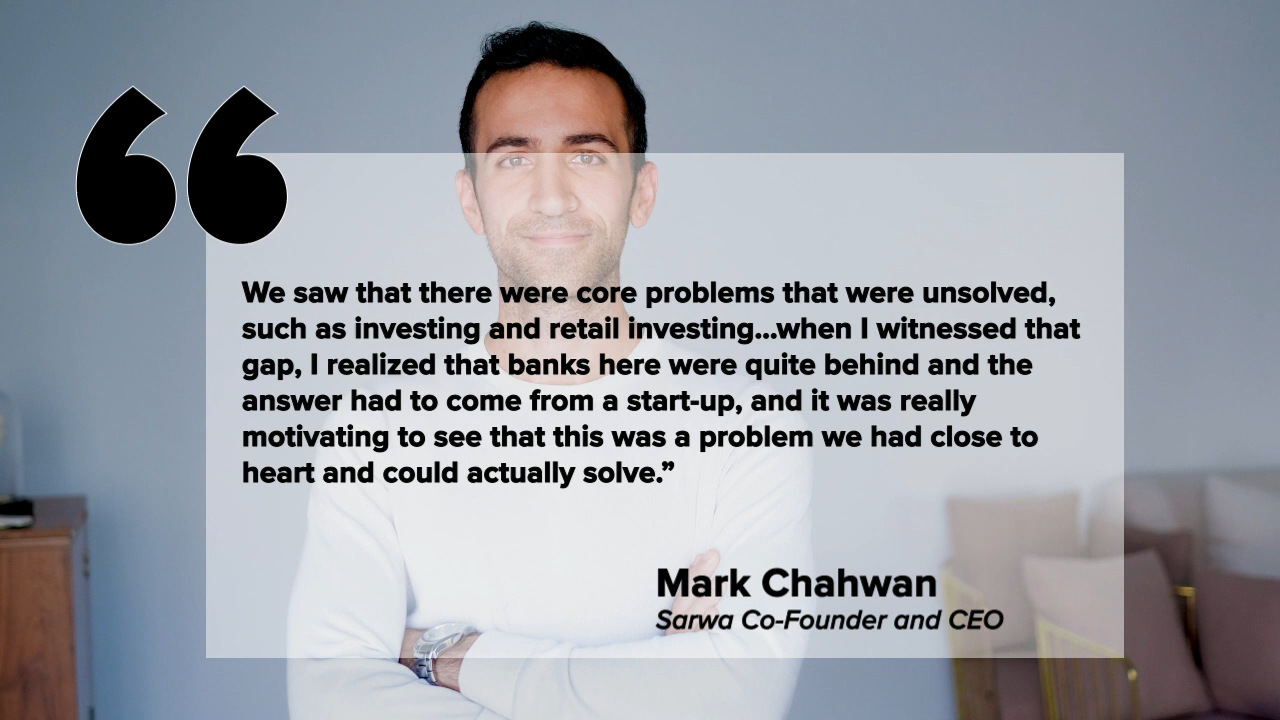 “
We saw that there were core problems that were unsolved,
such as investing and retail investing...when I witnessed that
gap, I realized that banks here were quite behind and the
answer had to come from a start-up, and it was really
motivating to see that this was a problem we had close to
heart and could actually solve.”
Mark Chahwan
Sarwa Co-Founder and CEO